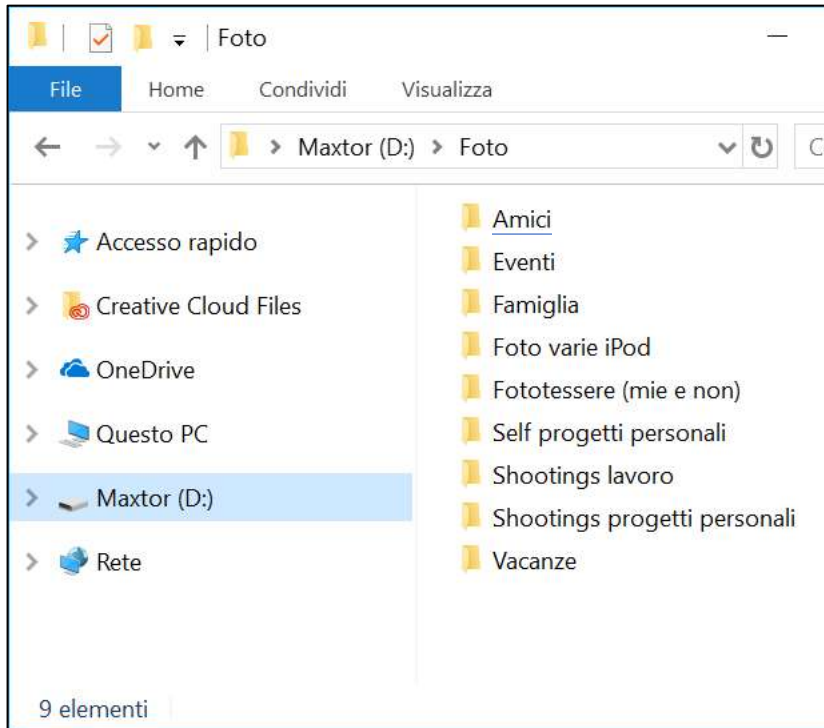 Foto
File Home Condividi Visualizza
Maxtor (D:) Foto
Accesso rapido
Creative Cloud Files
OneDrive
Questo PC
Maxtor (D:)
Rete
Amici
Eventi
Famiglia
Foto varie iPod
Fototessere (mie e non)
Self progetti personali
Shootings lavoro
Shootings progetti personali
Vacanze
9 elementi